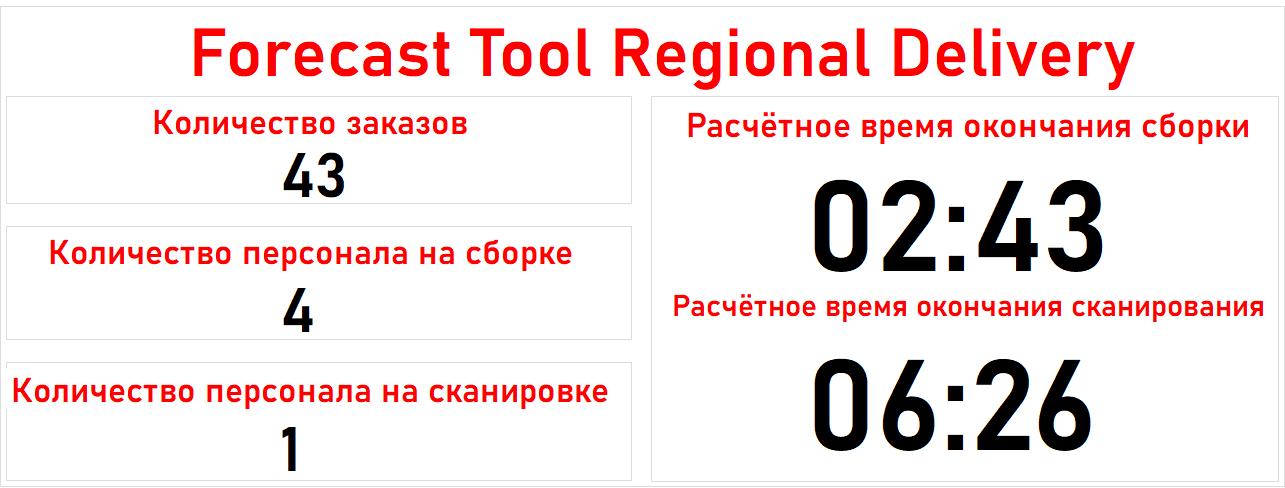 Forecast Tool Regional Delivery
Количество заказов
43
Количество персонала на сборке
4
Количество персонала на сканировке
1
Расчётное время окончания сборки
02:43
Расчётное время окончания сканирования
06:26